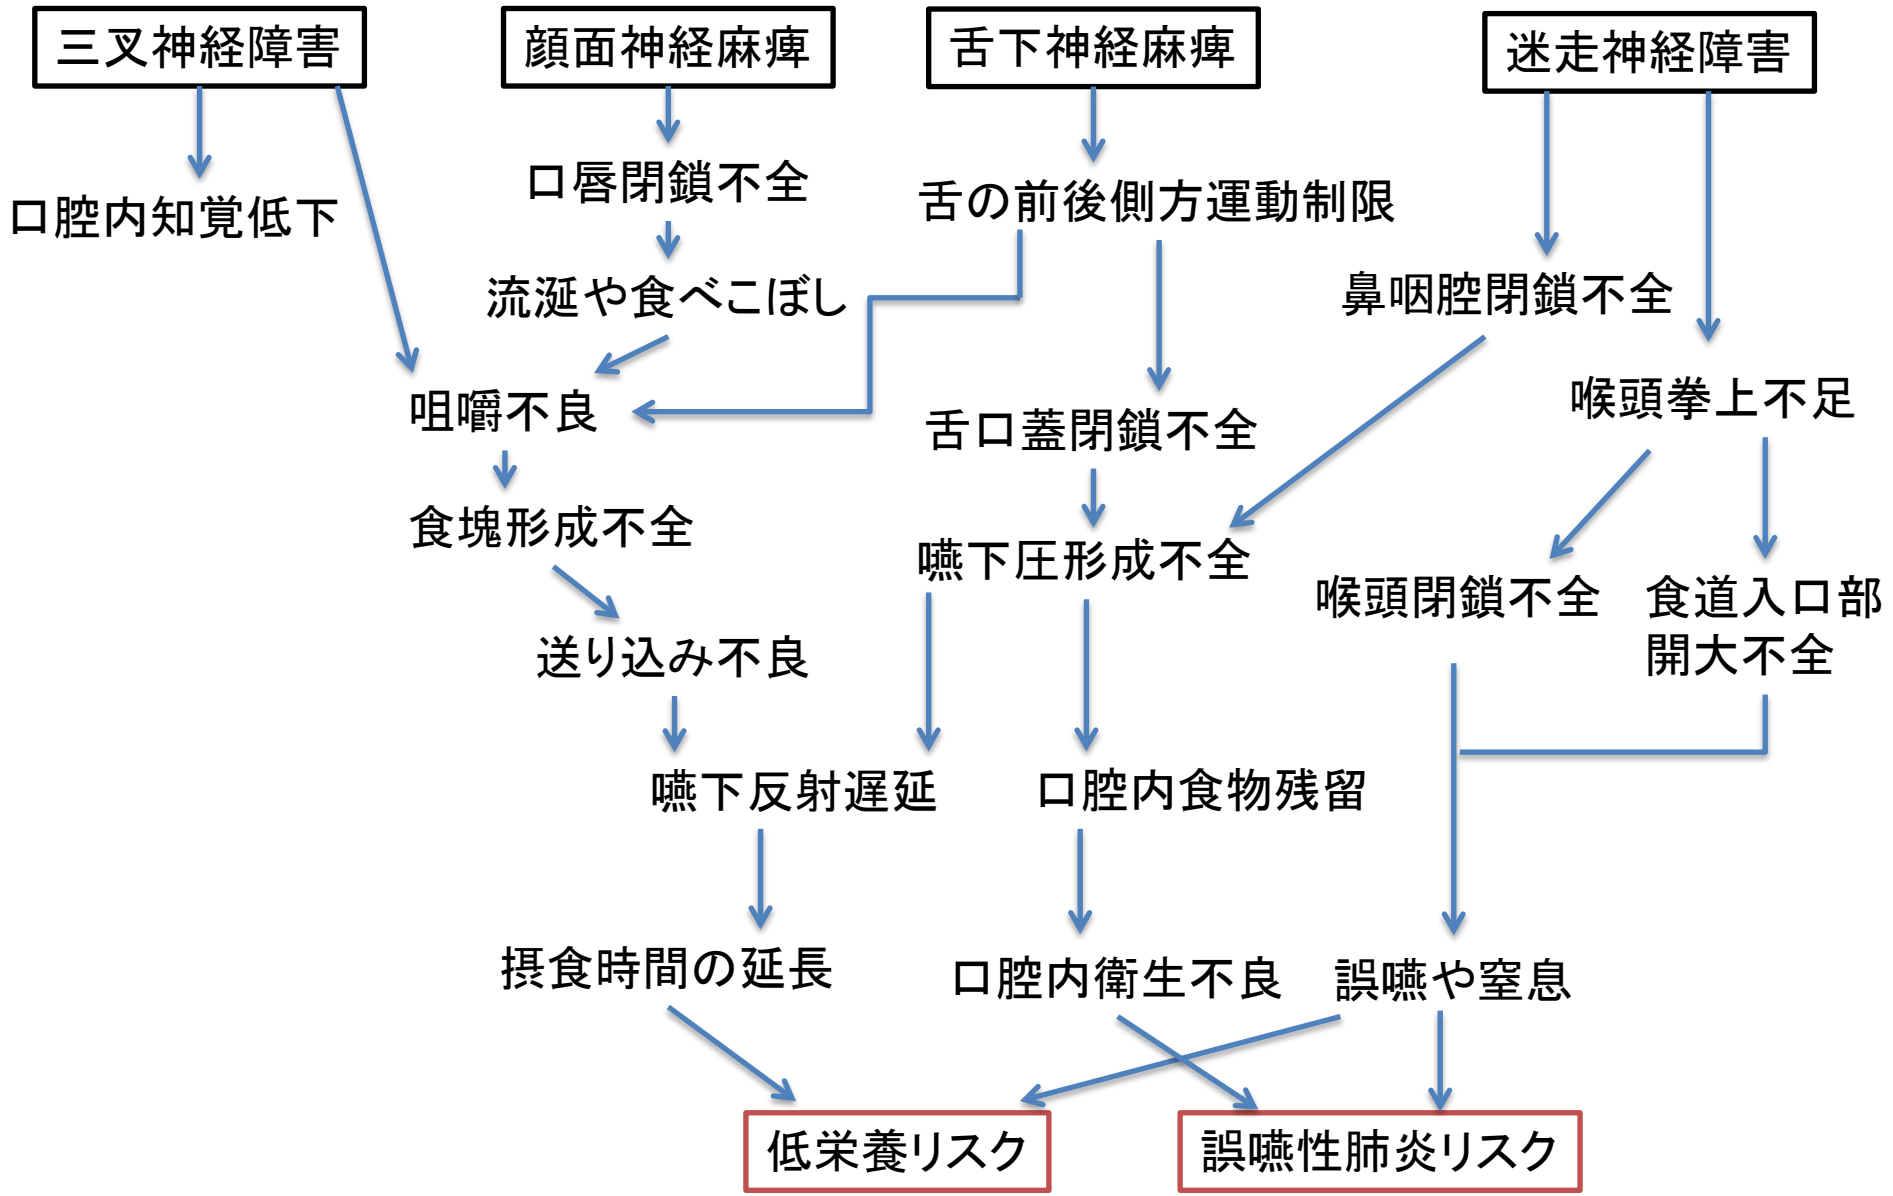 三叉神経障害
顔面神経麻痺
舌下神経麻痺
迷走神経障害
口腔内知覚低下
口唇閉鎖不全
舌の前後側方運動制限
流涎や食べこぼし
鼻咽腔閉鎖不全
咀嚼不良
舌口蓋閉鎖不全
喉頭拳上不足
食塊形成不全
嚥下圧形成不全
喉頭閉鎖不全
食道入口部
開大不全
送り込み不良
嚥下反射遅延
口腔内食物残留
摂食時間の延長
口腔内衛生不良
誤嚥や窒息
低栄養リスク
誤嚥性肺炎リスク